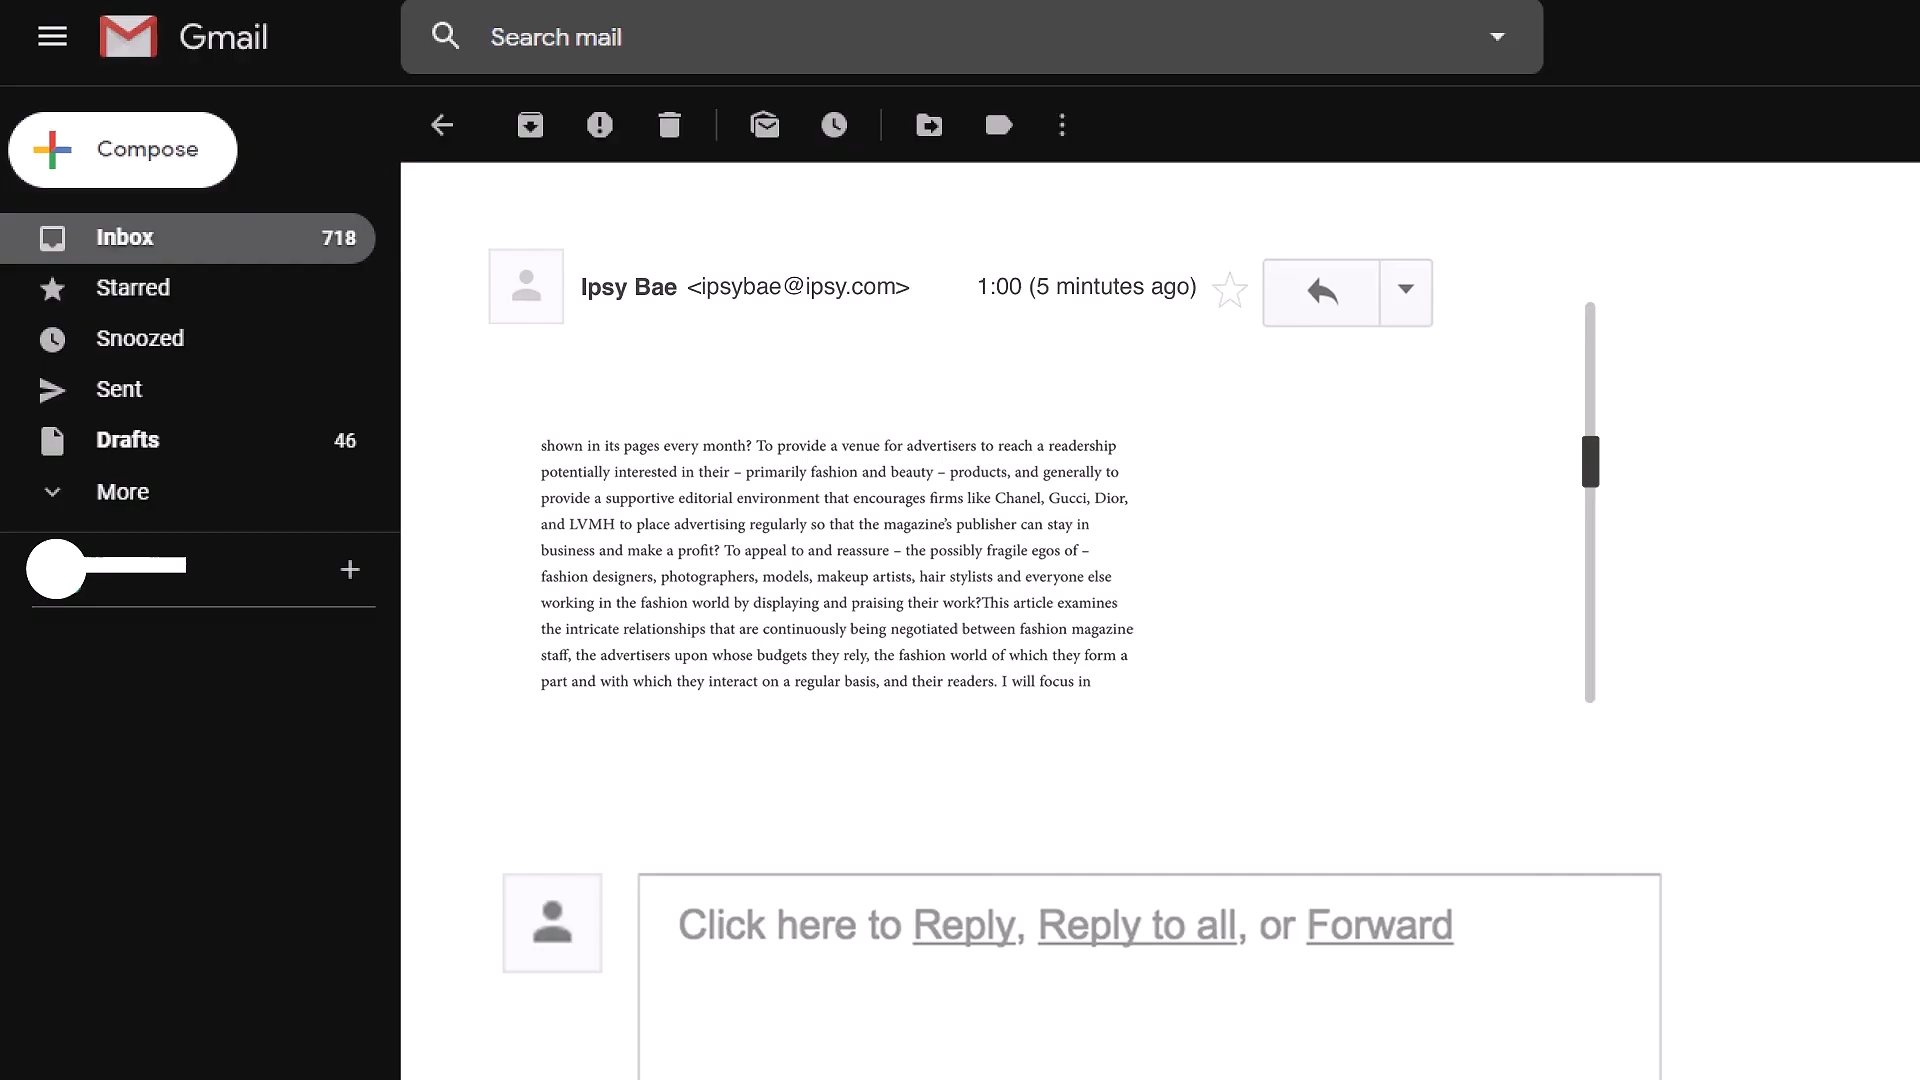 Gmail
Search mail
Compose
Inbox 718
Starred
Snoozed
Sent
Drafts 46
More
Ipsy Bae <ipsybae@ipsy.com> 1:00 (5 mintutes ago)
shown in its pages every month? To provide a venue for advertisers to reach a readership
potentially interested in their – primarily fashion and beauty – products, and generally to
provide a supportive editorial environment that encourages firms like Chanel, Gucci, Dior,
and LVMH to place advertising regularly so that the magazine’s publisher can stay in
business and make a profit? To appeal to and reassure – the possibly fragile egos of –
fashion designers, photographers, models, makeup artists, hair stylists and everyone else
working in the fashion world by displaying and praising their work?This article examines
the intricate relationships that are continuously being negotiated between fashion magazine
staff, the advertisers upon whose budgets they rely, the fashion world of which they form a
part and with which they interact on a regular basis, and their readers. I will focus in
Click here to Reply, Reply to all, or Forward